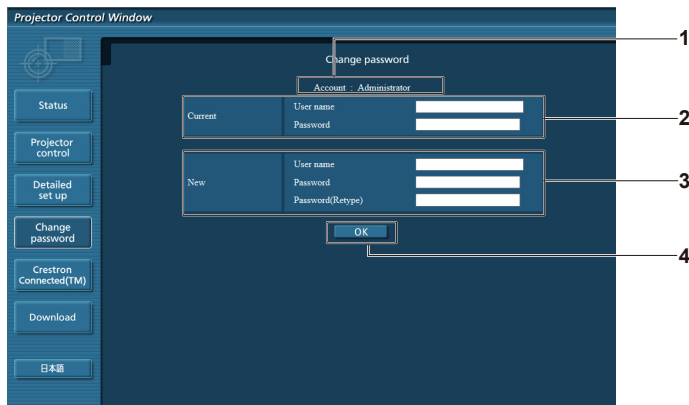 Projector Control Window
1
Change password
Account : Administrator
Status
Current
User name
Password
2
Projector
control
New
User name
Password
Password(Retype)
3
Detailed
set up
Change
password
OK
4
Crestron
Connected(TM)
Download
日本語